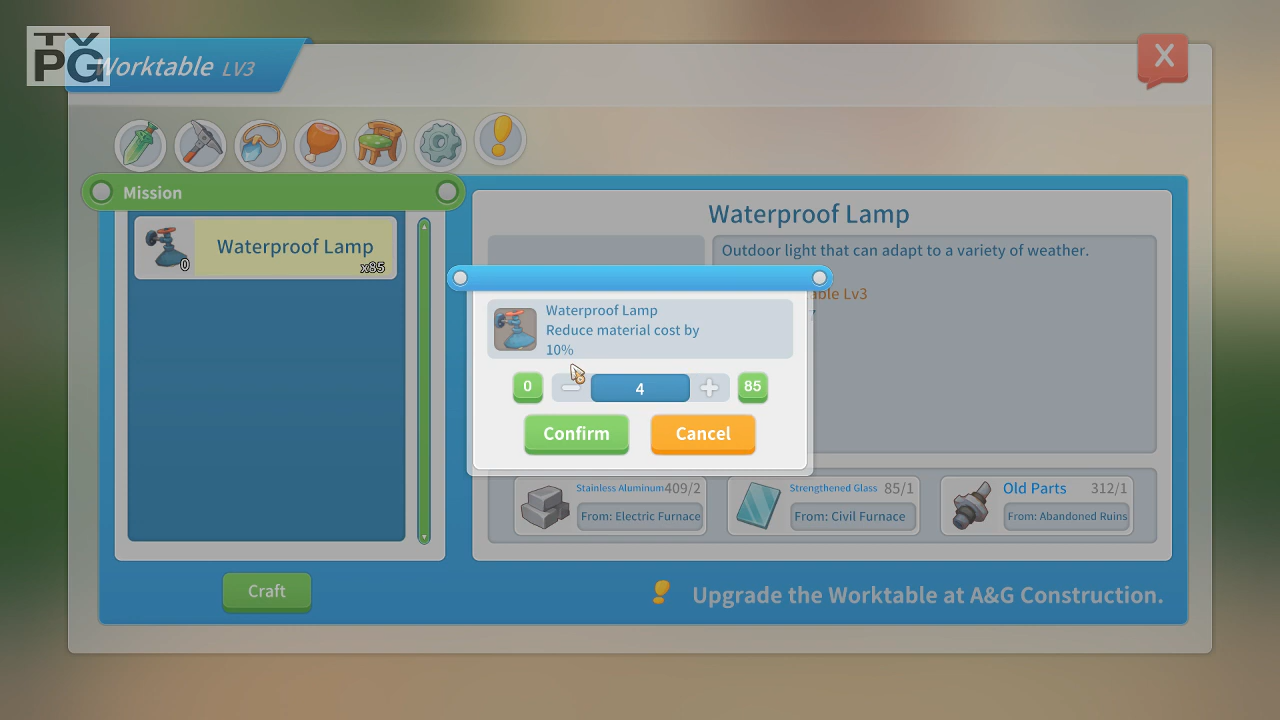 TV
PG
Worktable LV3
X
Mission
Waterproof Lamp
0
x85
Waterproof Lamp
Outdoor light that can adapt to a variety of weather.
able Lv3
Waterproof Lamp
Reduce material cost by
10%
0
4
85
Confirm
Cancel
Stainless Aluminum 409/2
From: Electric Furnace
Strengthened Glass 85/1
From: Civil Furnace
Old Parts 312/1
From: Abandoned Ruins
Craft
Upgrade the Worktable at A&G Construction.